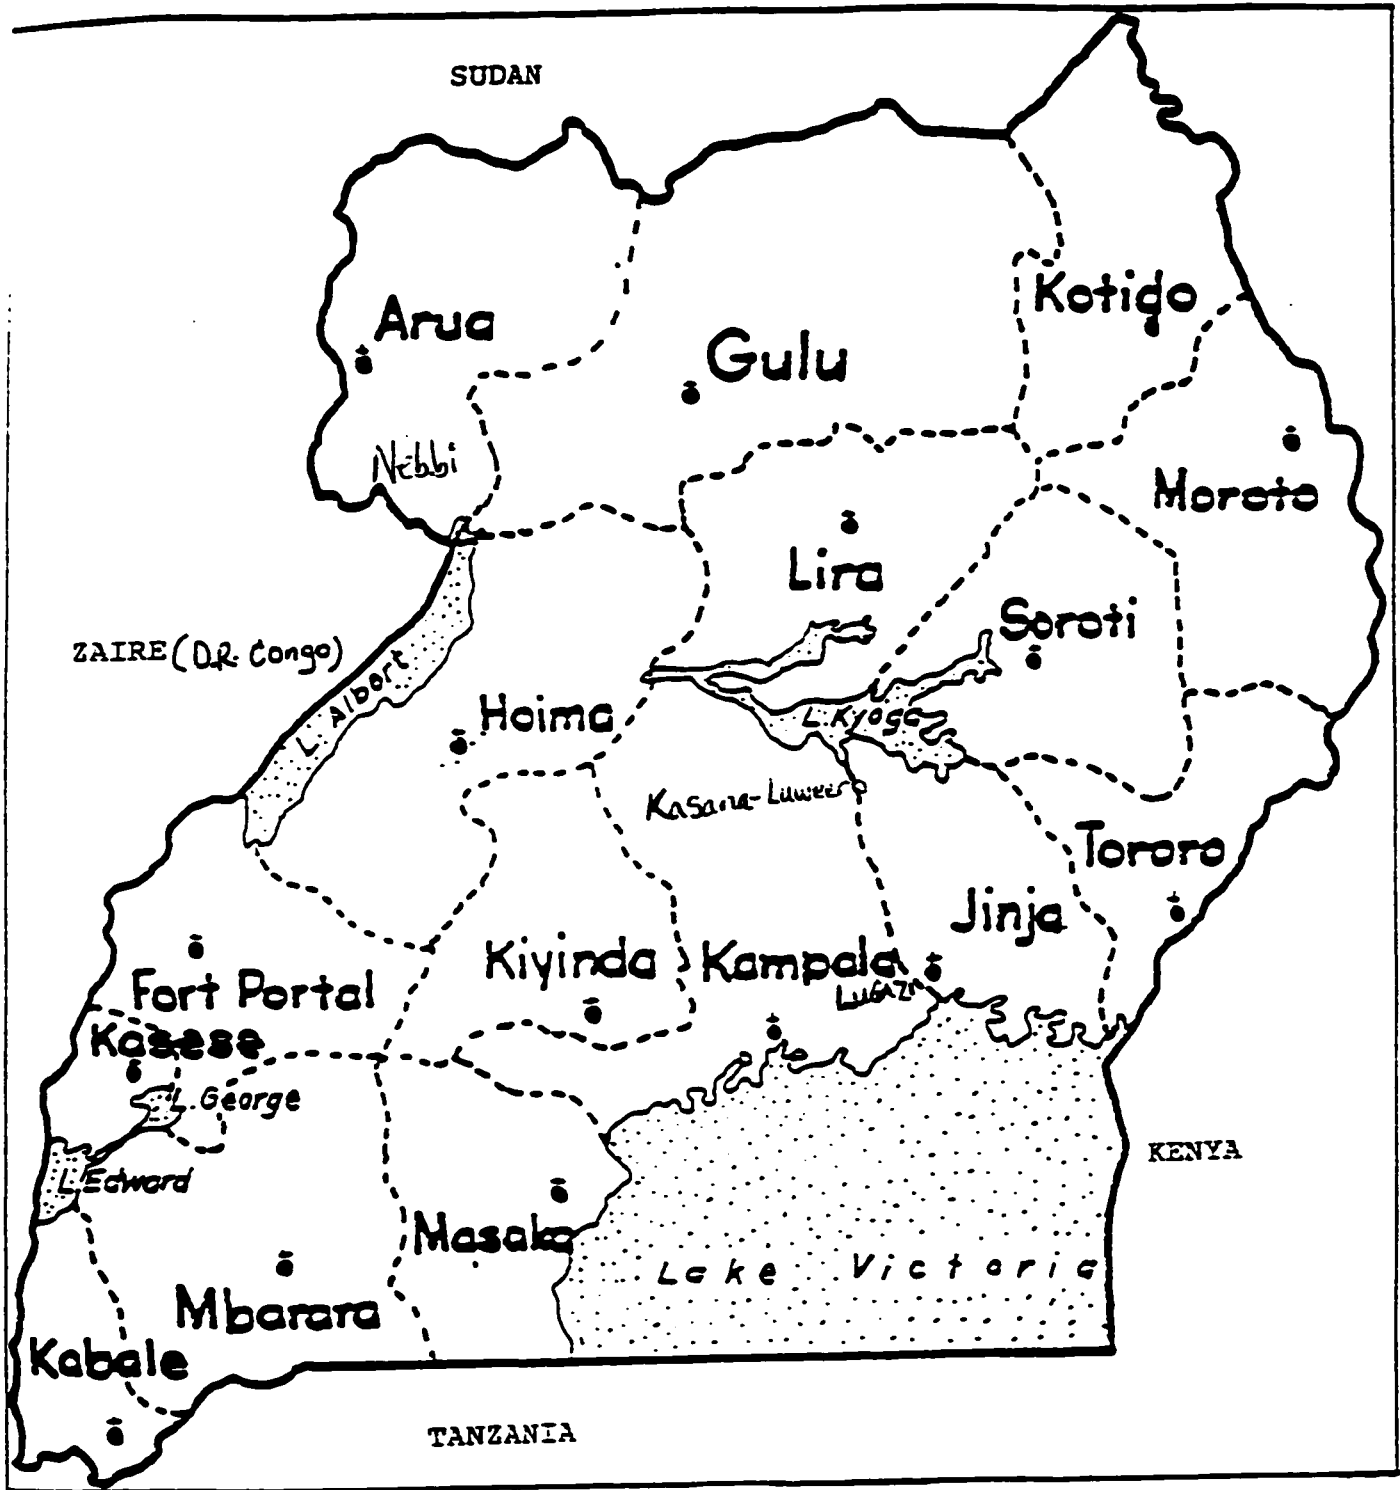 SUDAN
Kotido
Arua
Gulu
Nebbi
Moroto
Lira
Soroti
ZAIRE (D.R. Congo)
L. Albert
Hoima
L. Kyoga
Kasana-Luweer
Tororo
Jinja
Kiyinda
Kampala
LUGAZI
Fort Portal
Kasese
L. George
KENYA
L. Edward
Masaka
Lake Victoria
Mbarara
Kabale
TANZANIA